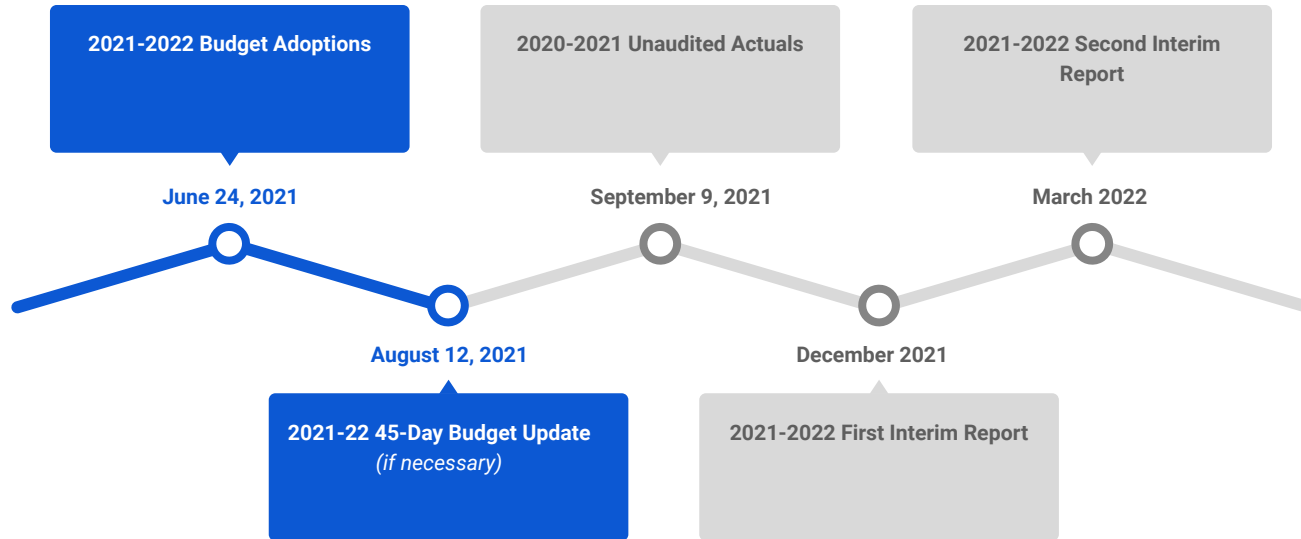 2021-2022 Budget Adoptions
June 24, 2021
August 12, 2021
2021-22 45-Day Budget Update
(if necessary)
2020-2021 Unaudited Actuals
September 9, 2021
December 2021
2021-2022 First Interim Report
2021-2022 Second Interim
Report
March 2022